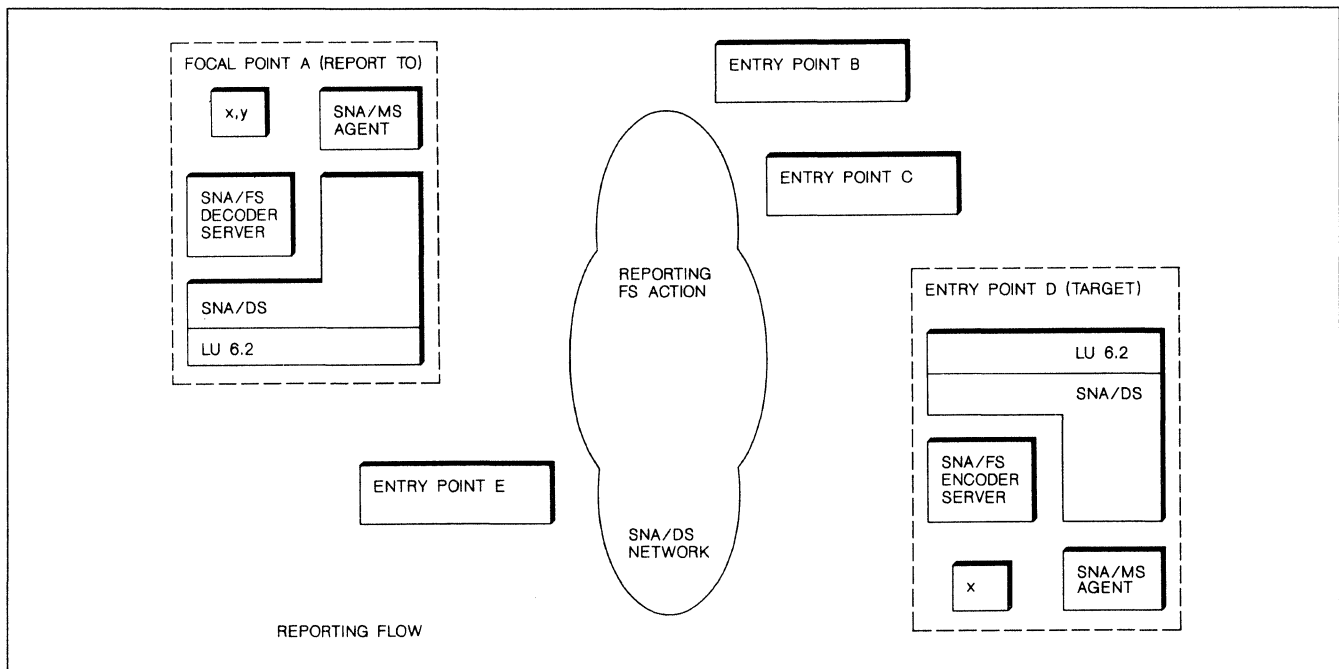 FOCAL POINT A (REPORT TO)
x,y
SNA/MS
AGENT
SNA/FS
DECODER
SERVER
SNA/DS
LU 6.2
ENTRY POINT B
ENTRY POINT C
REPORTING
FS ACTION
ENTRY POINT D (TARGET)
LU 6.2
SNA/DS
SNA/FS
ENCODER
SERVER
x
SNA/MS
AGENT
ENTRY POINT E
SNA/DS
NETWORK
REPORTING FLOW